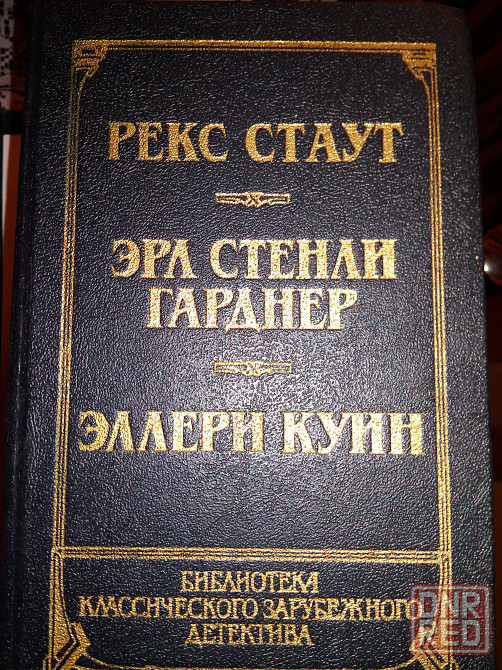 РЕКС СТАУТ
ЭРЛ СТЕНЛИ
ГАРДНЕР
ЭЛЛЕРИ КУИН
БИБЛИОТЕКА
КЛАССИЧЕСКОГО ЗАРУБЕЖНОГО
ДЕТЕКТИВА
DNR
RED